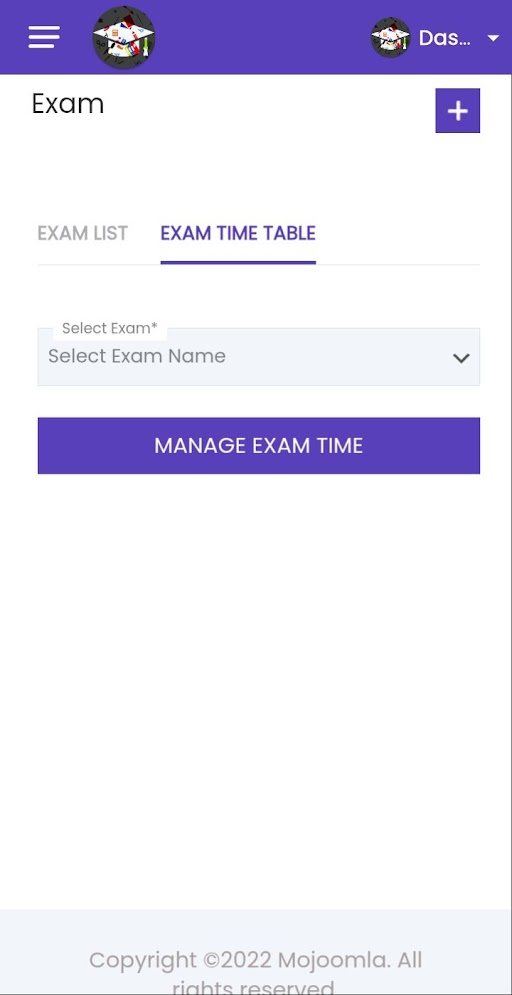 Das...
Exam
EXAM LIST EXAM TIME TABLE
Select Exam*
Select Exam Name
MANAGE EXAM TIME
Copyright ©2022 Mojoomla. All
rights reserved